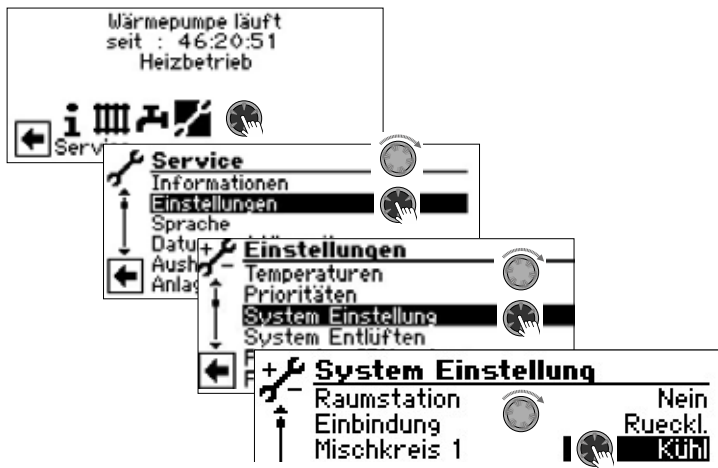 Wärmepumpe läuft
seit : 46:20:51
Heizbetrieb
Service
Informationen
Einstellungen
Sprache
Einstellungen
Temperaturen
Prioritäten
System Einstellung
System Entlüften
System Einstellung
Raumstation Nein
Einbindung Rueckl.
Mischkreis 1 Kühl